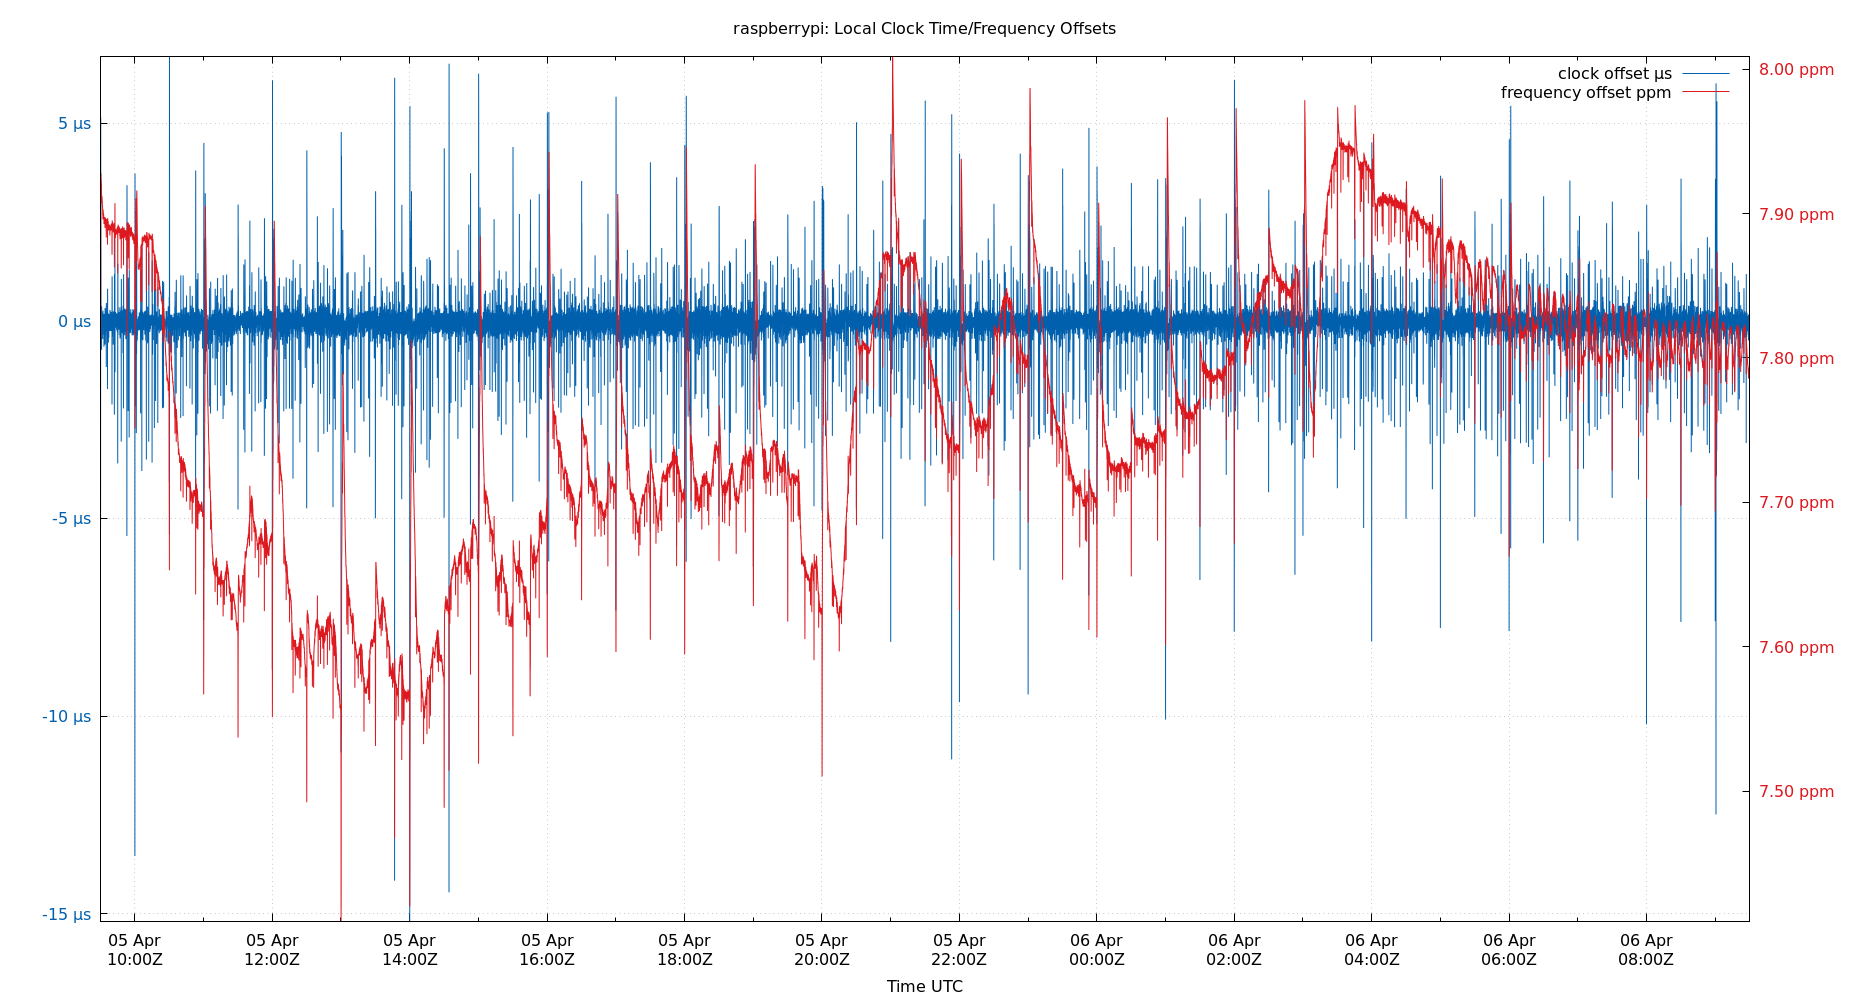 raspberrypi: Local Clock Time/Frequency Offsets
clock offset µs
frequency offset ppm
5 µs
0 µs
-5 µs
-10 µs
-15 µs
8.00 ppm
7.90 ppm
7.80 ppm
7.70 ppm
7.60 ppm
7.50 ppm
05 Apr 05 Apr 05 Apr 05 Apr 05 Apr 05 Apr 05 Apr 06 Apr 06 Apr 06 Apr 06 Apr 06 Apr
10:00Z 12:00Z 14:00Z 16:00Z 18:00Z 20:00Z 22:00Z 00:00Z 02:00Z 04:00Z 06:00Z 08:00Z
Time UTC